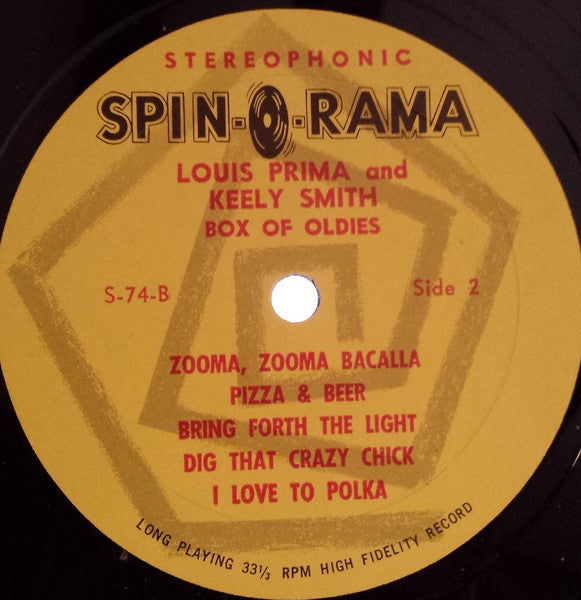 STEREOPHONIC
SPIN-O-RAMA
LOUIS PRIMA and
KEELY SMITH
BOX OF OLDIES
S-74-B
Side 2
ZOOMA, ZOOMA BACALLA
PIZZA & BEER
BRING FORTH THE LIGHT
DIG THAT CRAZY CHICK
I LOVE TO POLKA
LONG PLAYING 33⅓ RPM HIGH FIDELITY RECORD